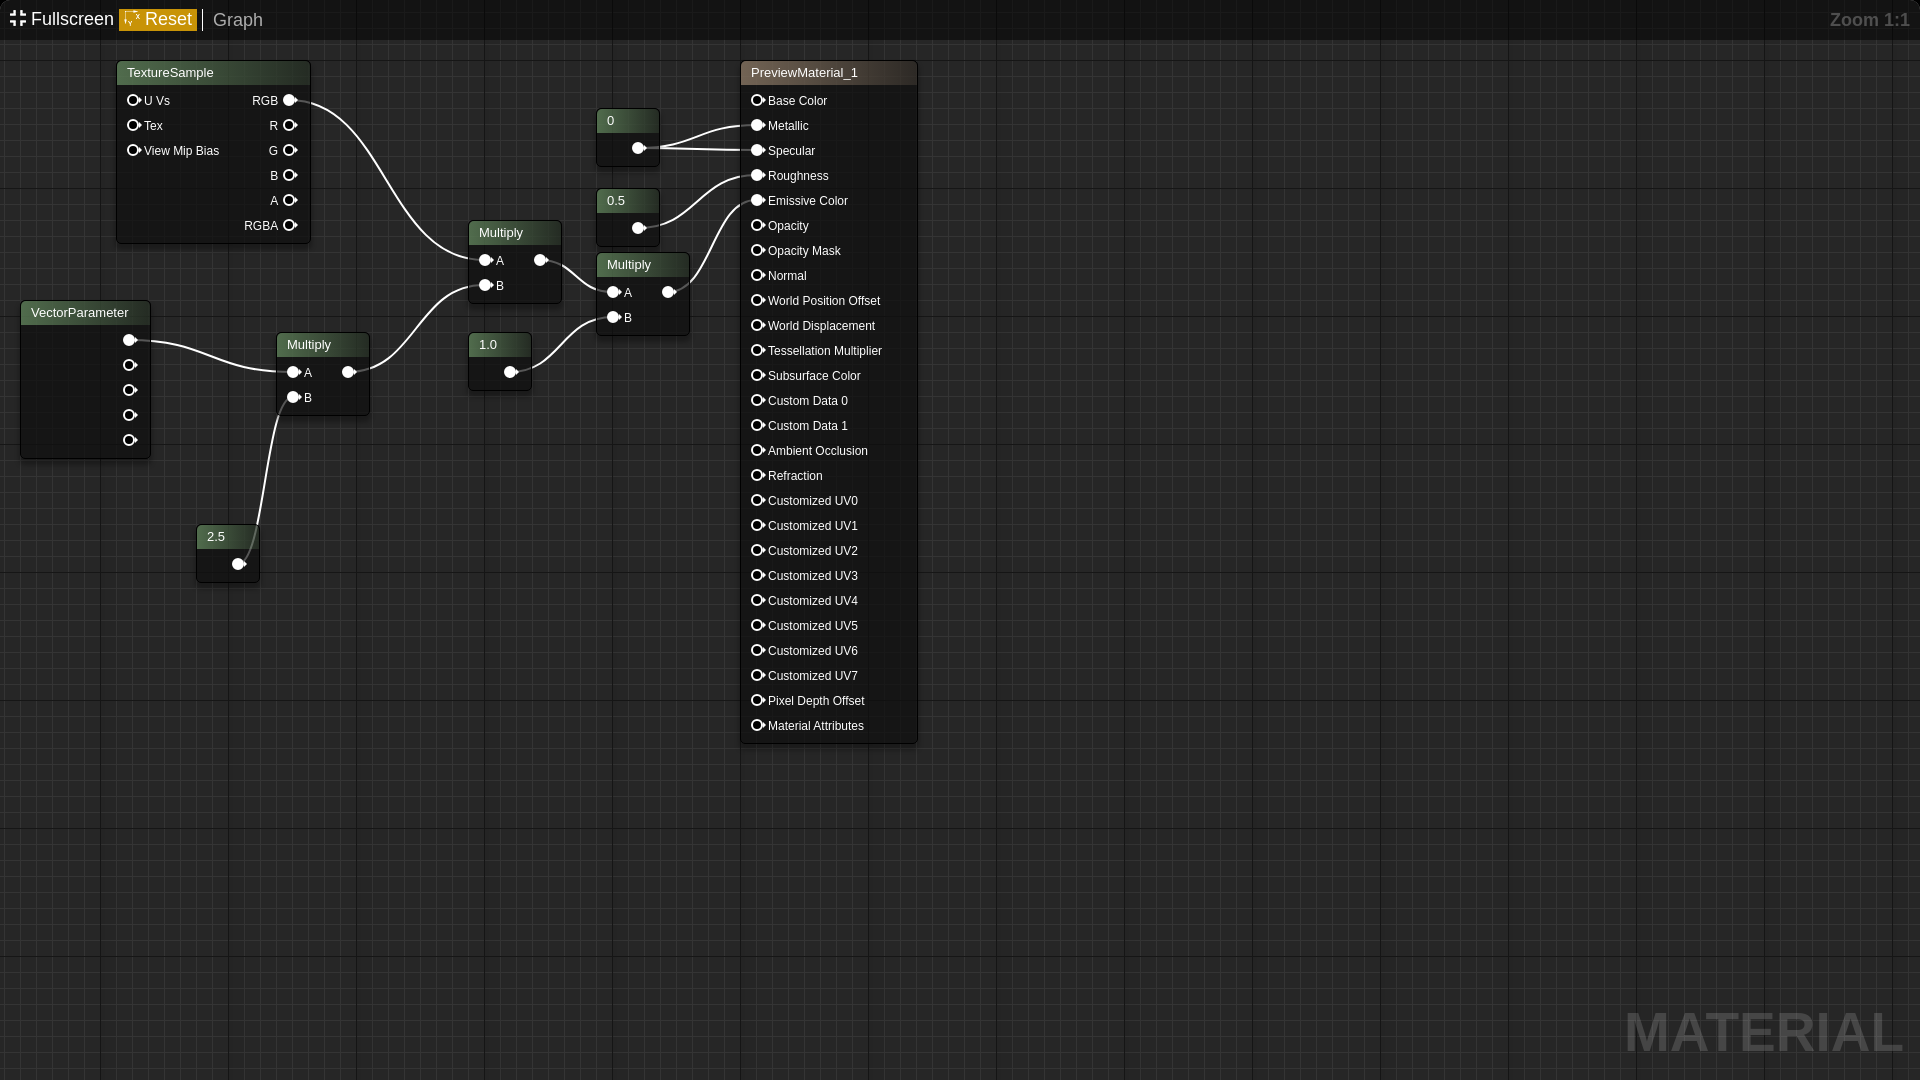 Fullscreen Reset Graph Zoom 1:1
TextureSample
U Vs RGB
Tex R
View Mip Bias G
B
A
RGBA
VectorParameter
2.5
Multiply
A
B
Multiply
A
B
1.0
0
0.5
Multiply
A
B
PreviewMaterial_1
Base Color
Metallic
Specular
Roughness
Emissive Color
Opacity
Opacity Mask
Normal
World Position Offset
World Displacement
Tessellation Multiplier
Subsurface Color
Custom Data 0
Custom Data 1
Ambient Occlusion
Refraction
Customized UV0
Customized UV1
Customized UV2
Customized UV3
Customized UV4
Customized UV5
Customized UV6
Customized UV7
Pixel Depth Offset
Material Attributes
MATERIAL